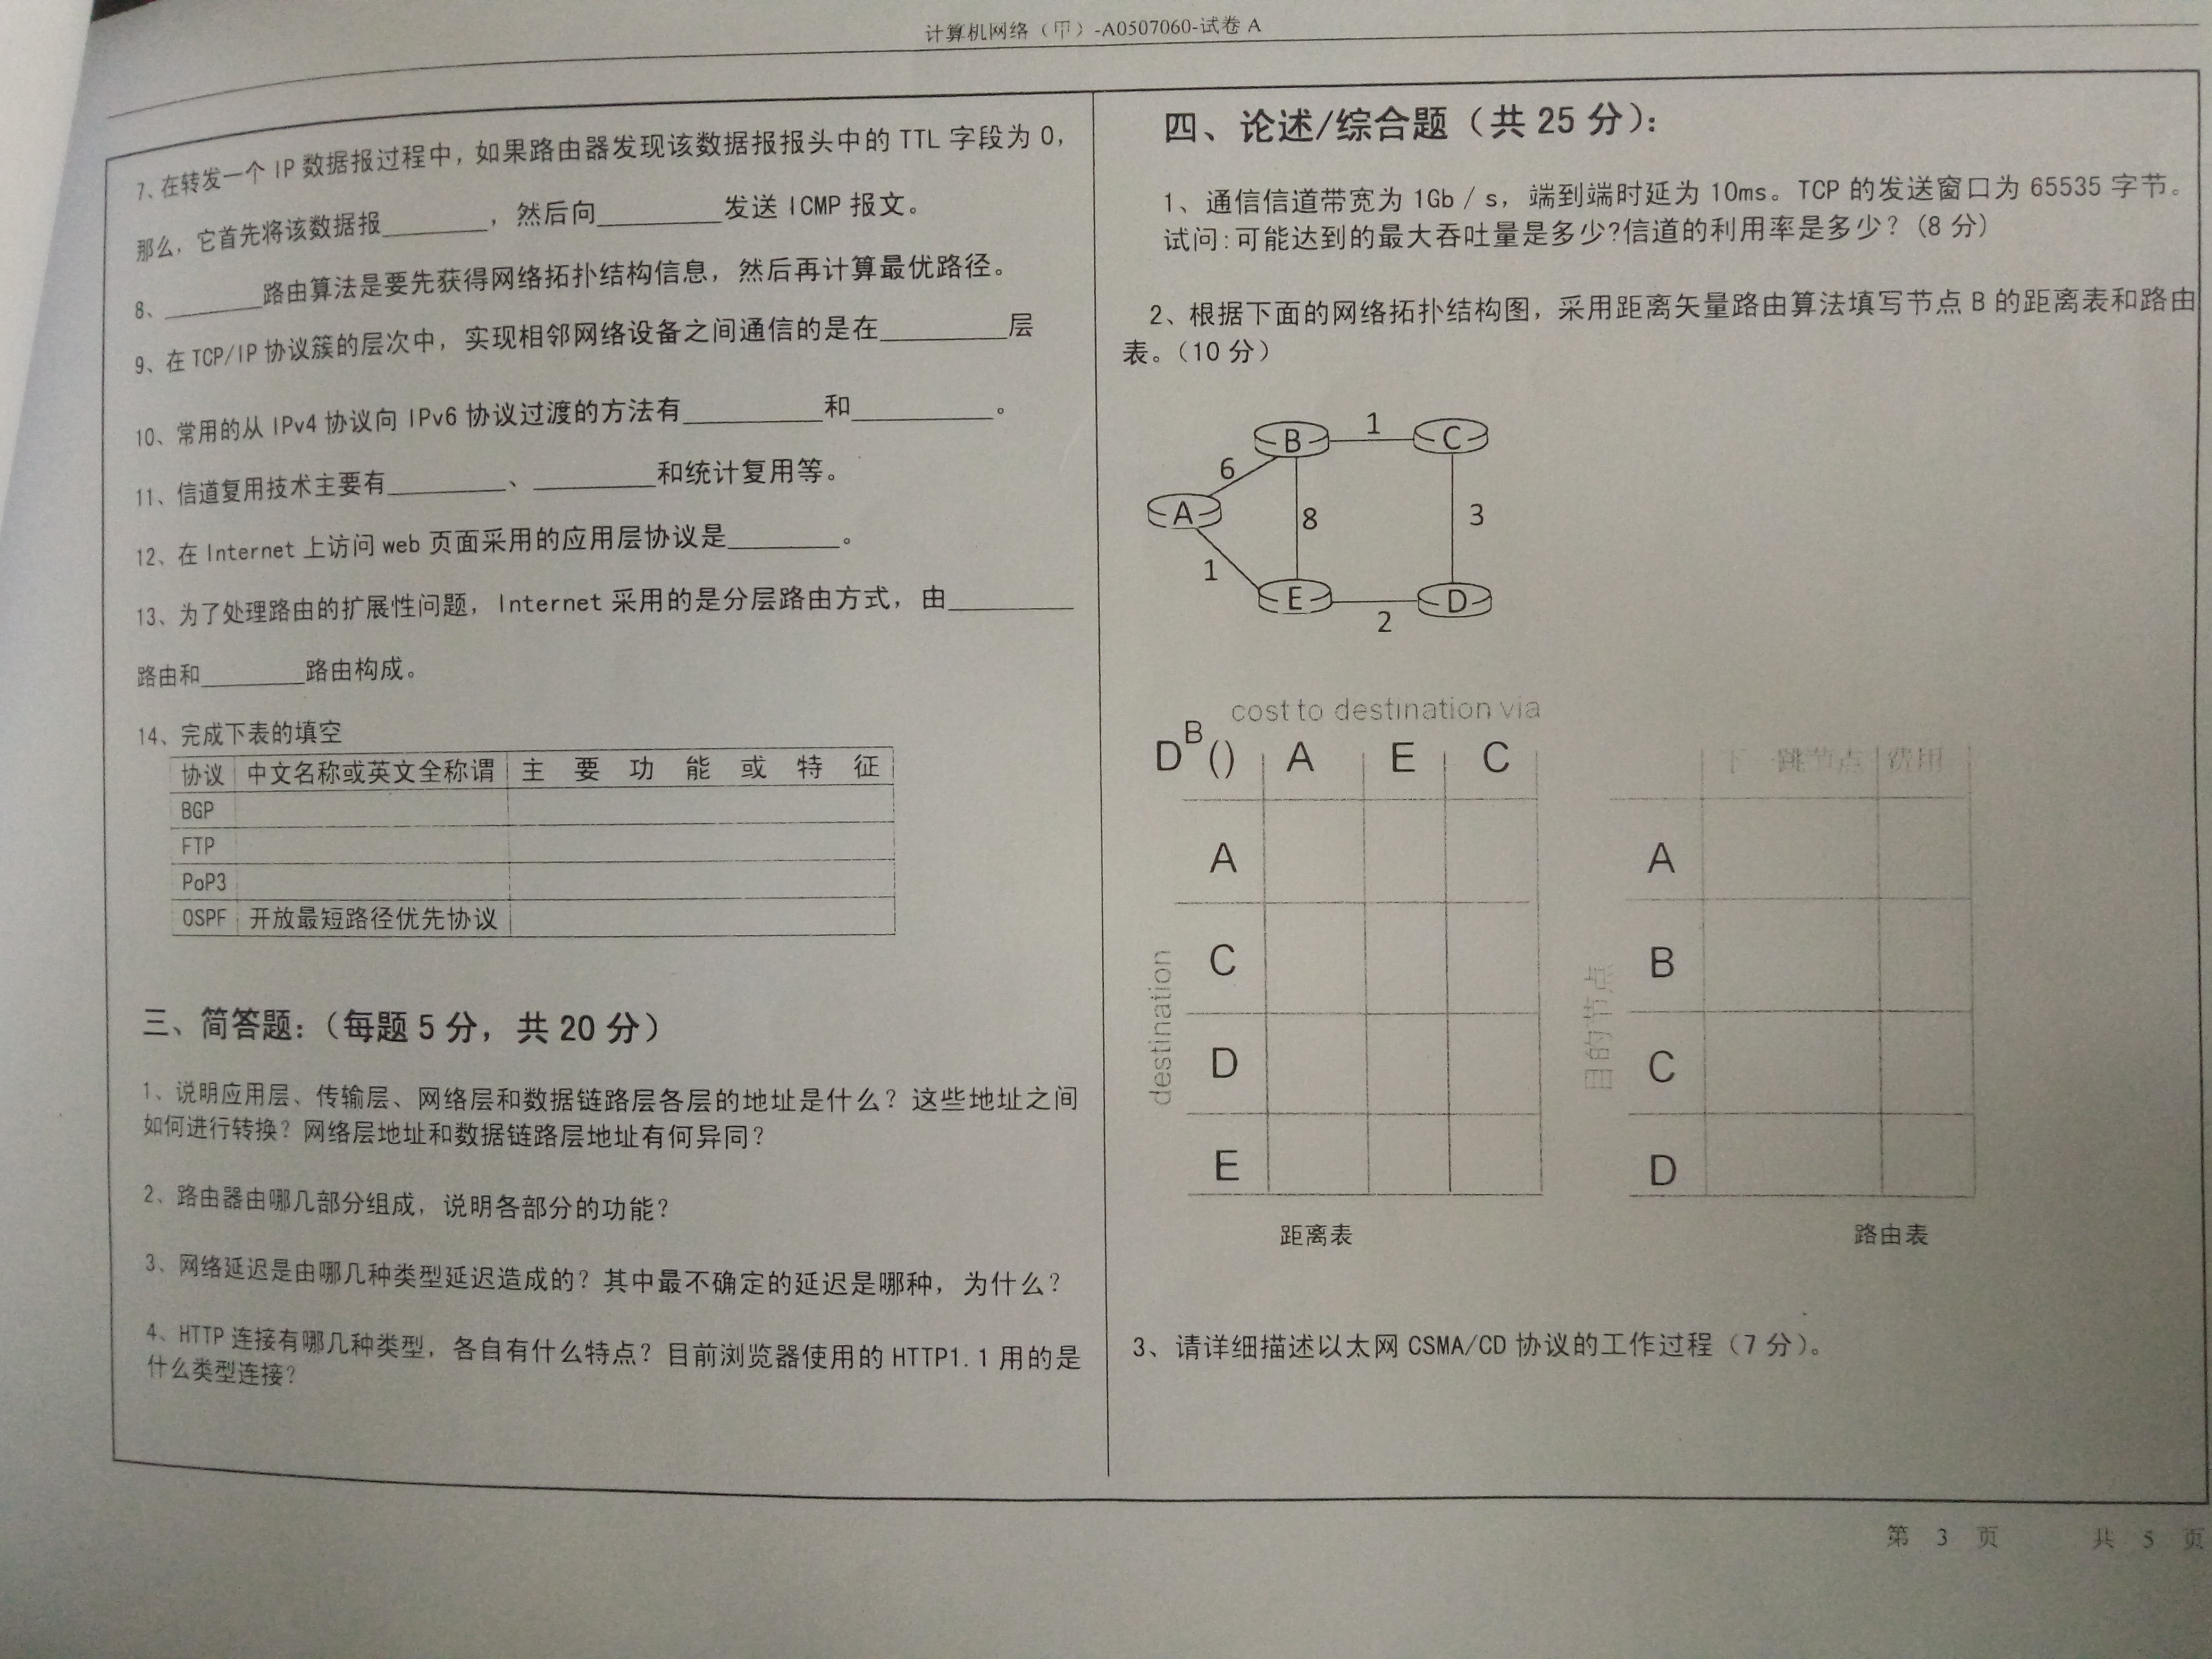 计算机网络（甲）-A0507060-试卷 A
7、在转发一个 IP 数据报过程中，如果路由器发现该数据报报头中的 TTL 字段为 0，
那么，它首先将该数据报________，然后向________发送 ICMP 报文。
8、________路由算法是要先获得网络拓扑结构信息，然后再计算最优路径。
9、在 TCP/IP 协议簇的层次中，实现相邻网络设备之间通信的是在________层
10、常用的从 IPv4 协议向 IPv6 协议过渡的方法有________和________。
11、信道复用技术主要有________、________和统计复用等。
12、在 Internet 上访问 web 页面采用的应用层协议是________。
13、为了处理路由的扩展性问题，Internet 采用的是分层路由方式，由________
路由和________路由构成。
14、完成下表的填空
协议 中文名称或英文全称谓 主 要 功 能 或 特 征
BGP
FTP
PoP3
OSPF 开放最短路径优先协议
三、简答题：（每题 5 分，共 20 分）
1、说明应用层、传输层、网络层和数据链路层各层的地址是什么？这些地址之间
如何进行转换？网络层地址和数据链路层地址有何异同？
2、路由器由哪几部分组成，说明各部分的功能？
3、网络延迟是由哪几种类型延迟造成的？其中最不确定的延迟是哪种，为什么？
4、HTTP 连接有哪几种类型，各自有什么特点？目前浏览器使用的 HTTP1.1 用的是
什么类型连接？
四、论述/综合题（共 25 分）：
1、通信信道带宽为 1Gb / s，端到端时延为 10ms。TCP 的发送窗口为 65535 字节。
试问：可能达到的最大吞吐量是多少？信道的利用率是多少？（8 分）
2、根据下面的网络拓扑结构图，采用距离矢量路由算法填写节点 B 的距离表和路由
表。（10 分）
B 1 C
6
A 8 3
1
E D
2
cost to destination via
D^B () A E C
下一跳节点 费用
destination
A
C
D
E
目的节点
A
B
C
D
距离表
路由表
3、请详细描述以太网 CSMA/CD 协议的工作过程（7 分）。
第 3 页 共 5 页